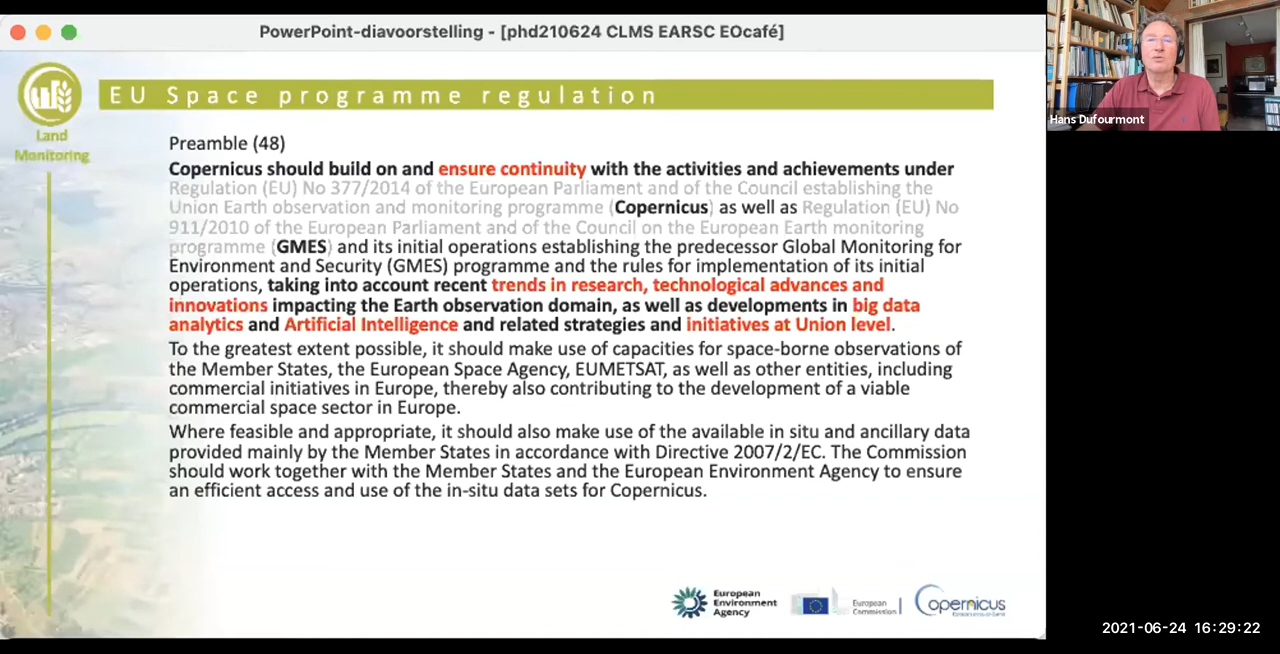 PowerPoint-diavoorstelling - [phd210624 CLMS EARSC EOcafé]
Land
Monitoring
EU Space programme regulation
Preamble (48)
Copernicus should build on and ensure continuity with the activities and achievements under
Regulation (EU) No 377/2014 of the European Parliament and of the Council establishing the
Union Earth observation and monitoring programme (Copernicus) as well as Regulation (EU) No
911/2010 of the European Parliament and of the Council on the European Earth monitoring
programme (GMES) and its initial operations establishing the predecessor Global Monitoring for
Environment and Security (GMES) programme and the rules for implementation of its initial
operations, taking into account recent trends in research, technological advances and
innovations impacting the Earth observation domain, as well as developments in big data
analytics and Artificial Intelligence and related strategies and initiatives at Union level.
To the greatest extent possible, it should make use of capacities for space-borne observations of
the Member States, the European Space Agency, EUMETSAT, as well as other entities, including
commercial initiatives in Europe, thereby also contributing to the development of a viable
commercial space sector in Europe.
Where feasible and appropriate, it should also make use of the available in situ and ancillary data
provided mainly by the Member States in accordance with Directive 2007/2/EC. The Commission
should work together with the Member States and the European Environment Agency to ensure
an efficient access and use of the in-situ data sets for Copernicus.
European
Environment
Agency
European
Commission
Copernicus
Hans Dufourmont
2021-06-24 16:29:22